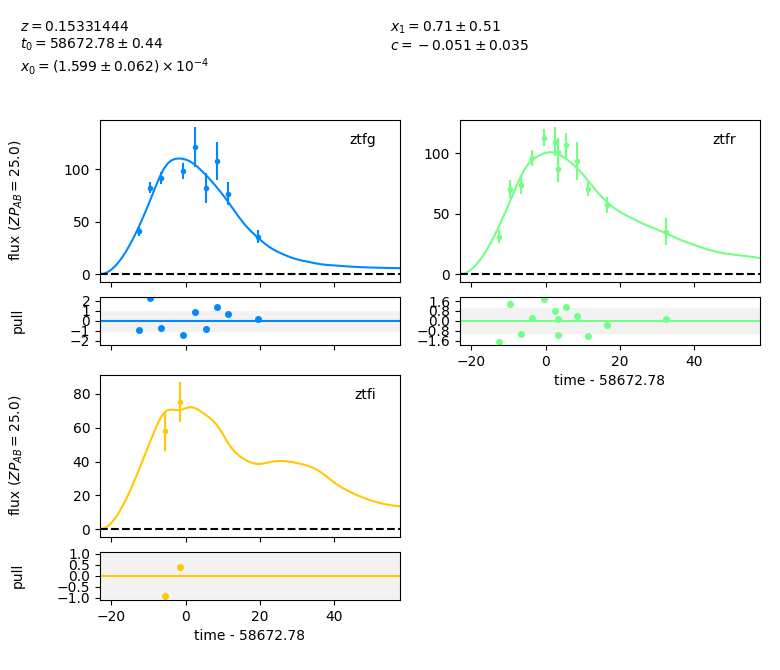 z = 0.15331444
t₀ = 58672.78 ± 0.44
x₀ = (1.599 ± 0.062) × 10⁻⁴
x₁ = 0.71 ± 0.51
c = −0.051 ± 0.035
ztfg
flux (ZP_AB = 25.0)
100
50
0
pull
2
1
0
−1
−2
ztfr
100
50
0
1.6
0.8
0.0
−0.8
−1.6
−20 0 20 40
time - 58672.78
ztfi
flux (ZP_AB = 25.0)
80
60
40
20
0
pull
1.0
0.5
0.0
−0.5
−1.0
−20 0 20 40
time - 58672.78